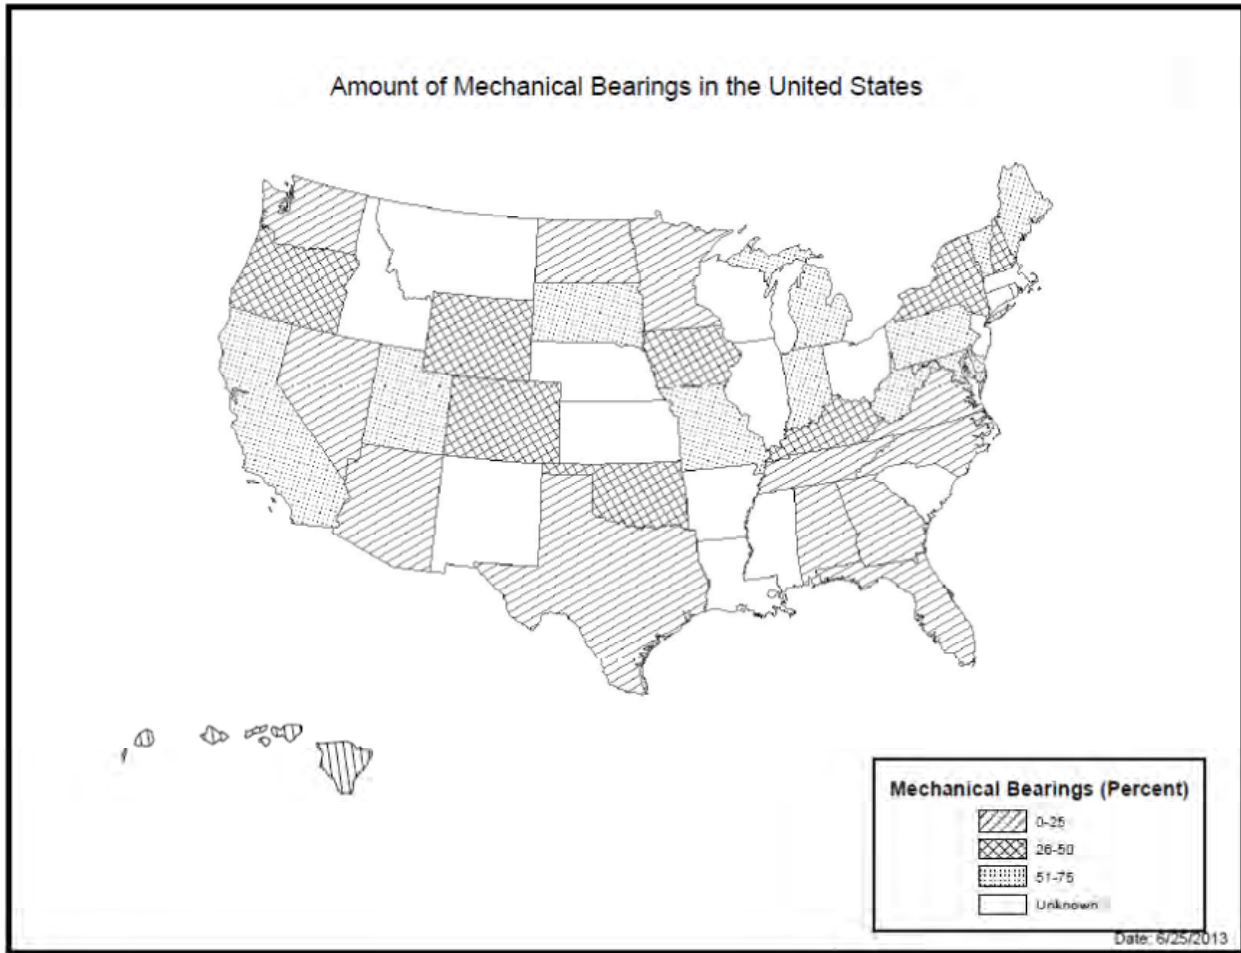 Amount of Mechanical Bearings in the United States
Mechanical Bearings (Percent)
0-25
26-50
51-75
Unknown
Date: 6/25/2013